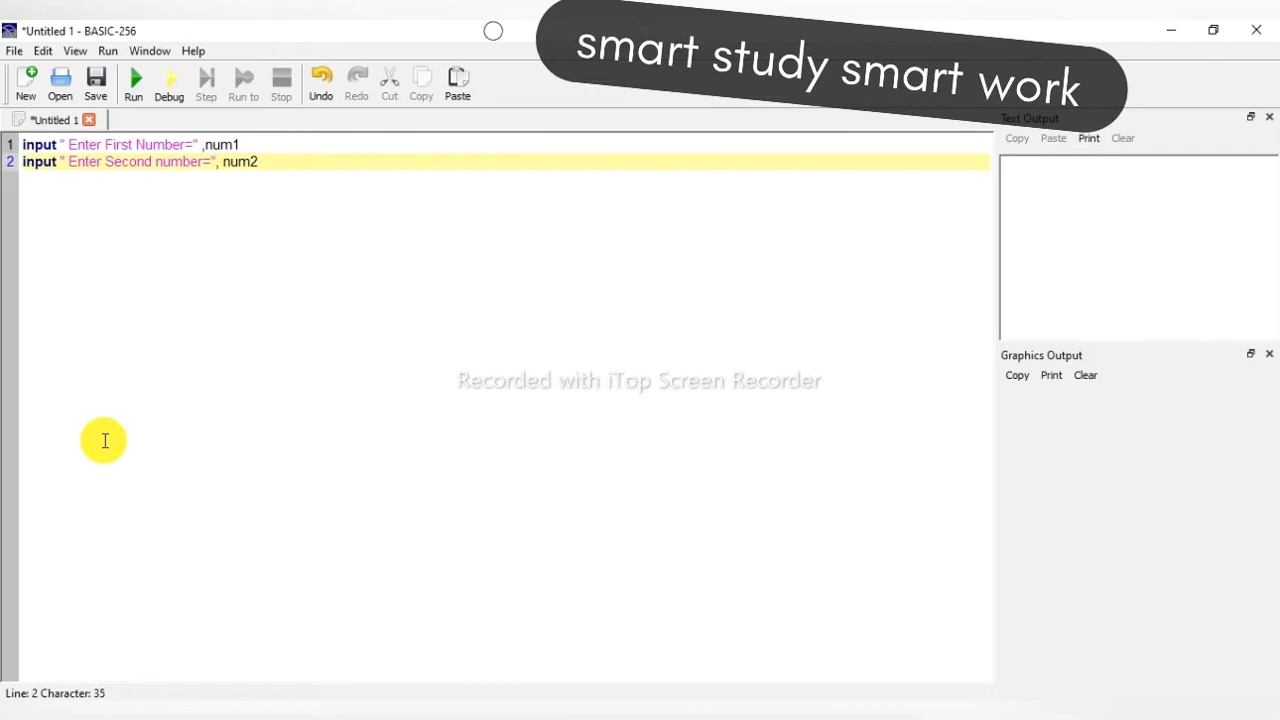 *Untitled 1 - BASIC-256
smart study smart work
File Edit View Run Window Help
New Open Save Run Debug Step Run to Stop Undo Redo Cut Copy Paste
*Untitled 1
Text Output
Copy Paste Print Clear
1 input " Enter First Number=" ,num1
2 input " Enter Second number=", num2
Graphics Output
Copy Print Clear
Recorded with iTop Screen Recorder
Line: 2 Character: 35